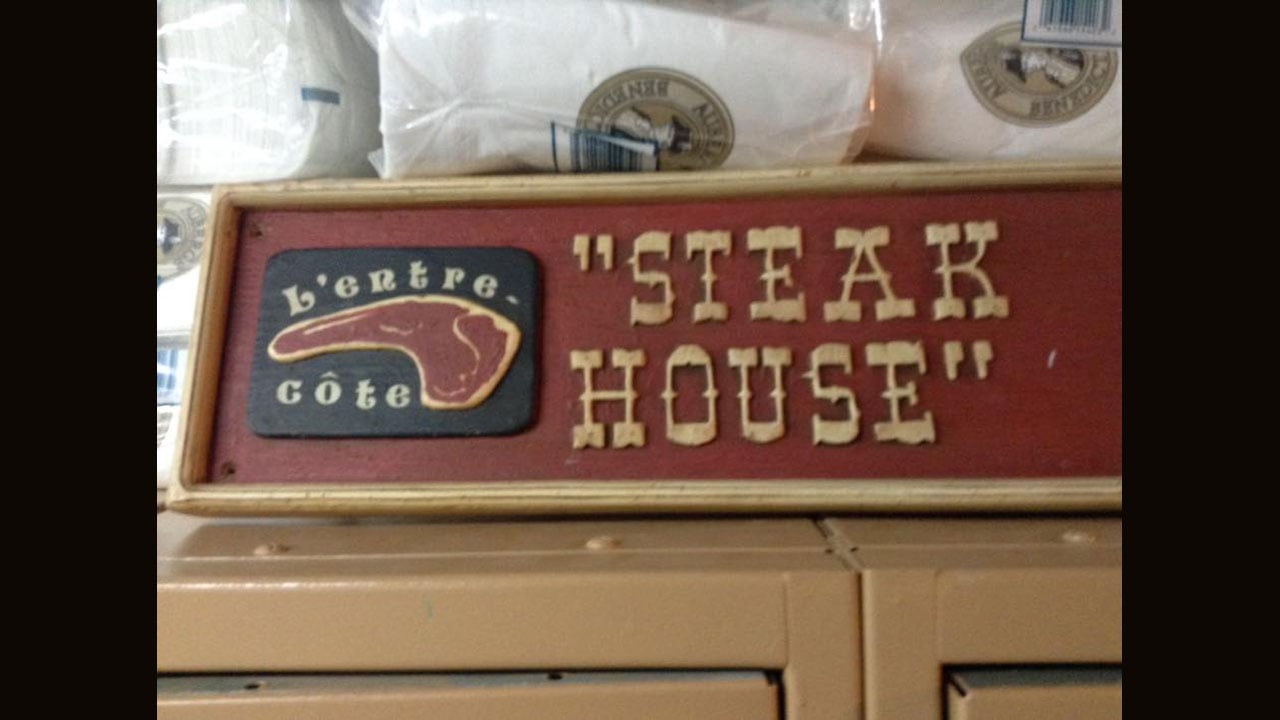 L'entre-
côte
"STEAK
HOUSE"